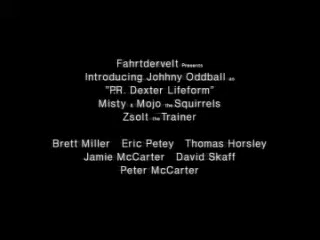 Fahrtdervelt Presents
Introducing Johhny Oddball as
"P.R. Dexter Lifeform"
Misty & Mojo the Squirrels
Zsolt the Trainer
Brett Miller Eric Petey Thomas Horsley
Jamie McCarter David Skaff
Peter McCarter